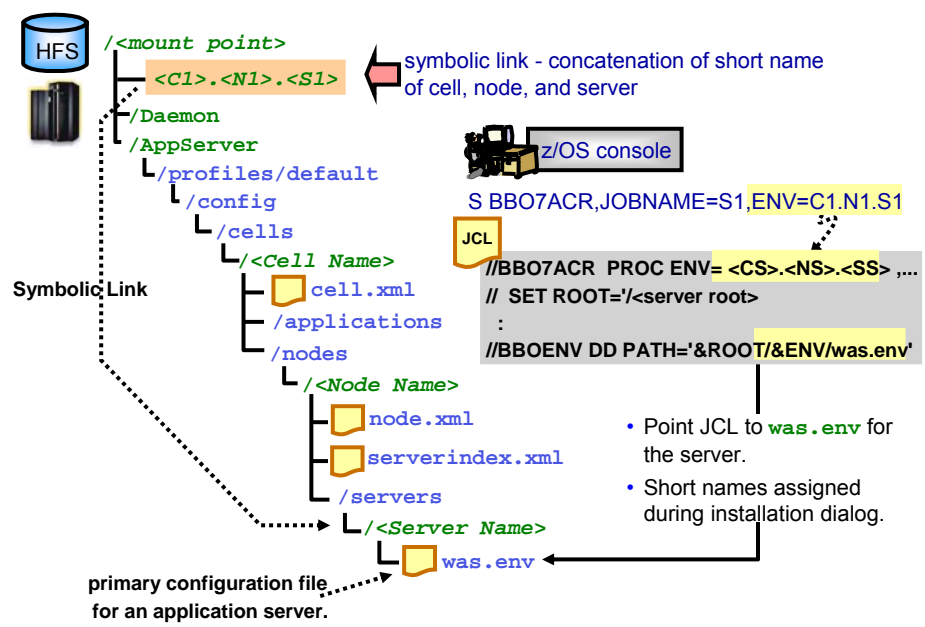 HFS
/<mount point>
<C1>.<N1>.<S1>
symbolic link - concatenation of short name
of cell, node, and server
/Daemon
/AppServer
/profiles/default
/config
/cells
/<Cell Name>
cell.xml
/applications
/nodes
/<Node Name>
node.xml
serverindex.xml
/servers
/<Server Name>
was.env
Symbolic Link
primary configuration file
for an application server.
z/OS console
S BBO7ACR,JOBNAME=S1,ENV=C1.N1.S1
JCL
//BBO7ACR PROC ENV= <CS>.<NS>.<SS> ,...
// SET ROOT='/<server root>
:
//BBOENV DD PATH='&ROOT/&ENV/was.env'
• Point JCL to was.env for
the server.
• Short names assigned
during installation dialog.